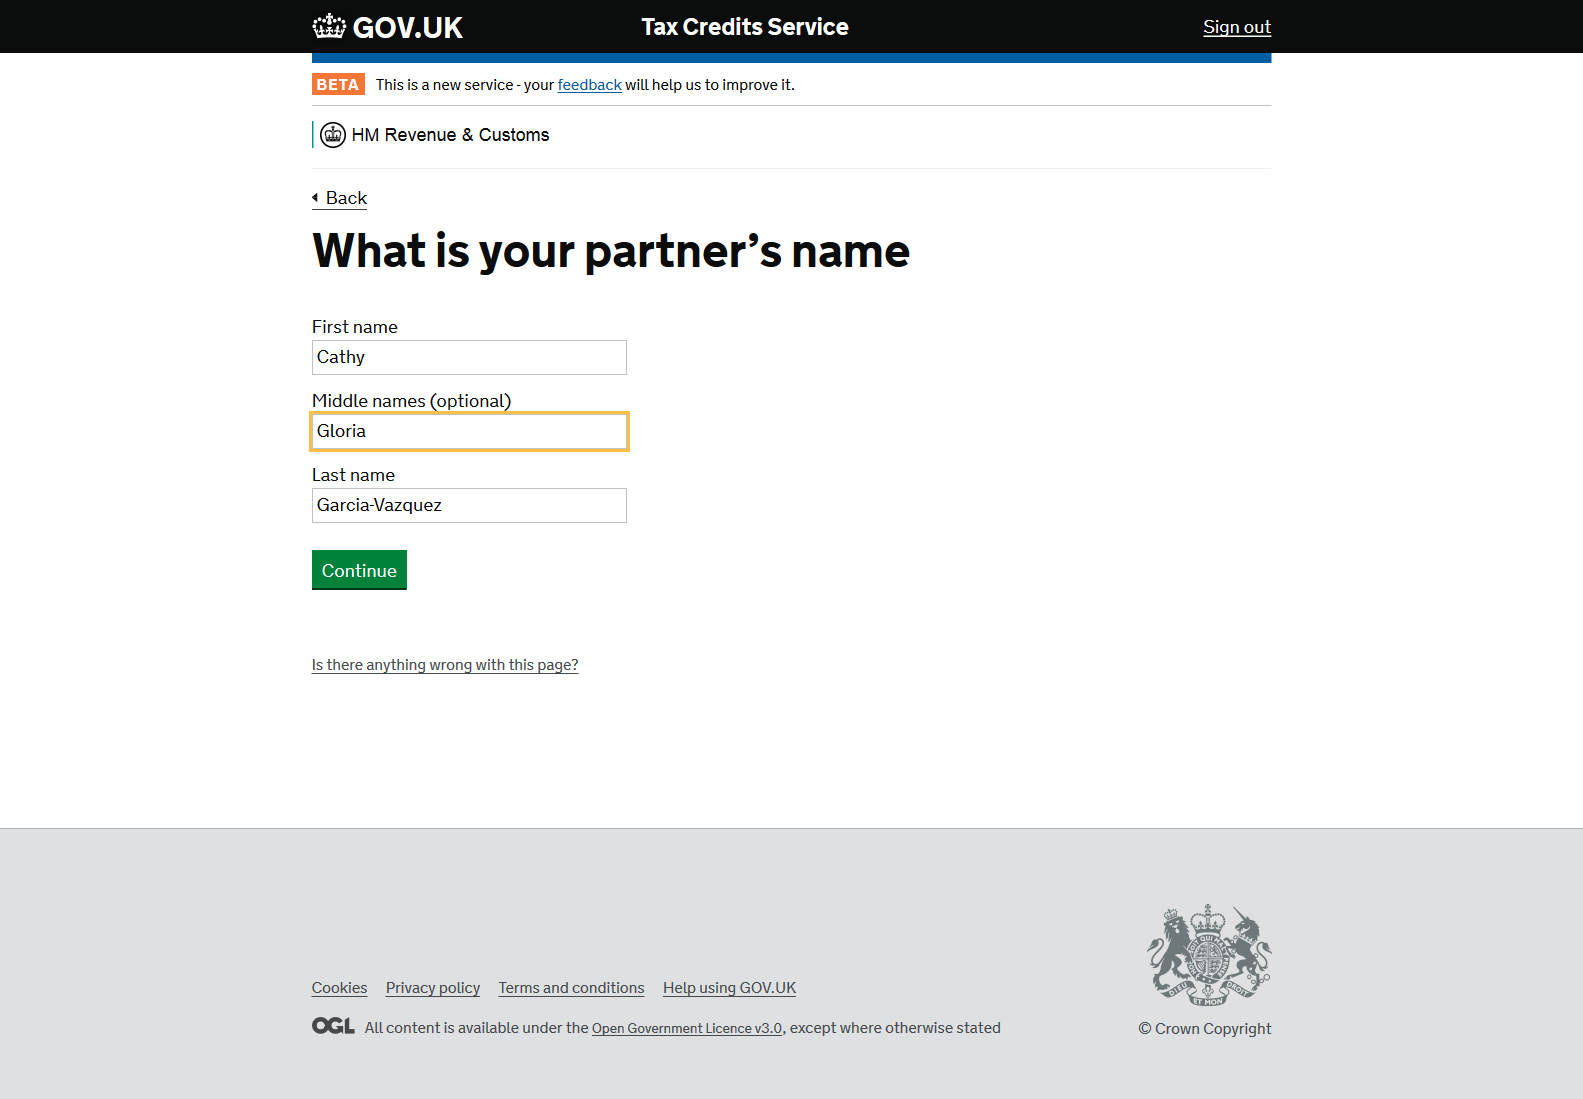 GOV.UK
Tax Credits Service
Sign out
BETA This is a new service - your feedback will help us to improve it.
HM Revenue & Customs
Back
What is your partner’s name
First name
Cathy
Middle names (optional)
Gloria
Last name
Garcia-Vazquez
Continue
Is there anything wrong with this page?
Cookies Privacy policy Terms and conditions Help using GOV.UK
OGL All content is available under the Open Government Licence v3.0, except where otherwise stated
DIEU ET MON DROIT
© Crown Copyright